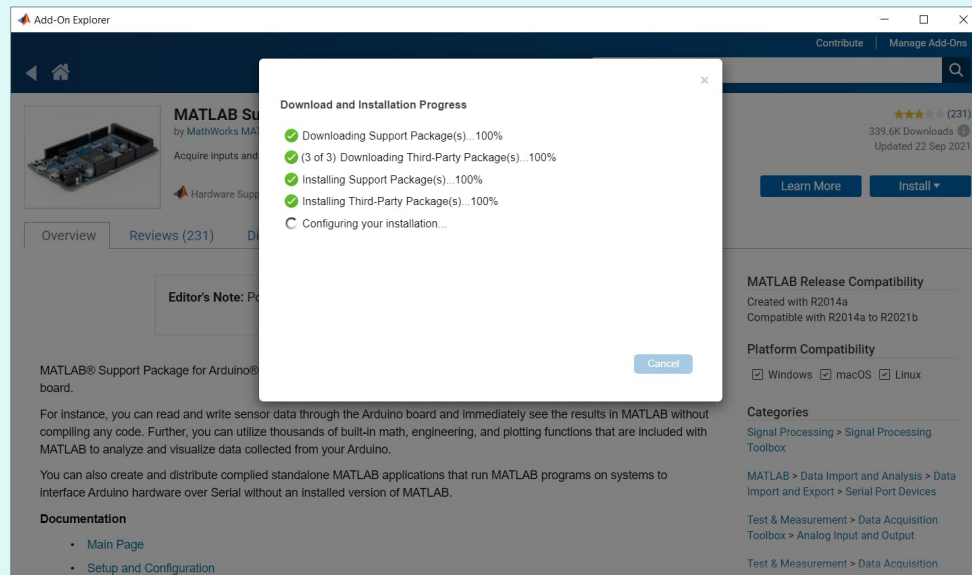 Add-On Explorer
Contribute
Manage Add-Ons
MATLAB Su
by MathWorks MAT
Acquire inputs and
Hardware Supp
(231)
339.6K Downloads
Updated 22 Sep 2021
Learn More
Install
Overview
Reviews (231)
Di
Download and Installation Progress
Downloading Support Package(s)...100%
(3 of 3) Downloading Third-Party Package(s)...100%
Installing Support Package(s)...100%
Installing Third-Party Package(s)...100%
Configuring your installation...
Cancel
Editor's Note: Po
MATLAB® Support Package for Arduino®
board.
For instance, you can read and write sensor data through the Arduino board and immediately see the results in MATLAB without
compiling any code. Further, you can utilize thousands of built-in math, engineering, and plotting functions that are included with
MATLAB to analyze and visualize data collected from your Arduino.
You can also create and distribute complied standalone MATLAB applications that run MATLAB programs on systems to
interface Arduino hardware over Serial without an installed version of MATLAB.
Documentation
• Main Page
• Setup and Configuration
MATLAB Release Compatibility
Created with R2014a
Compatible with R2014a to R2021b
Platform Compatibility
Windows macOS Linux
Categories
Signal Processing > Signal Processing
Toolbox
MATLAB > Data Import and Analysis > Data
Import and Export > Serial Port Devices
Test & Measurement > Data Acquisition
Toolbox > Analog Input and Output
Test & Measurement > Data Acquisition